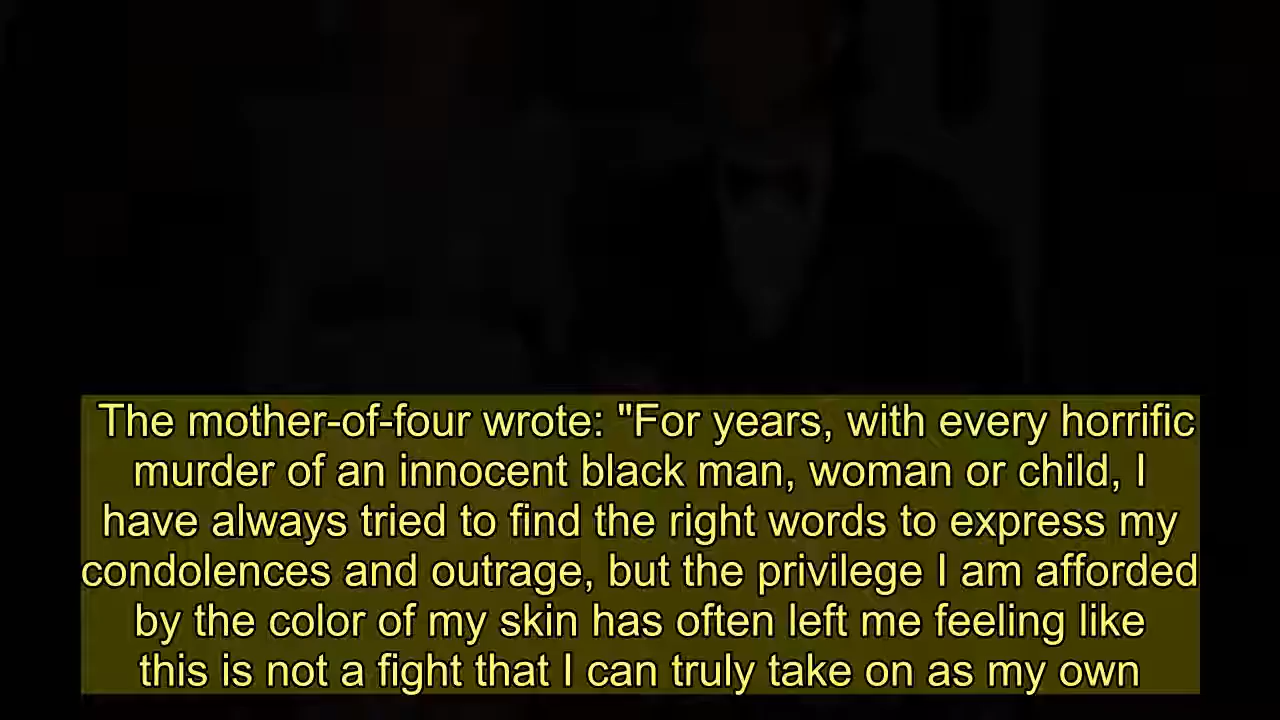 The mother-of-four wrote: "For years, with every horrific
murder of an innocent black man, woman or child, I
have always tried to find the right words to express my
condolences and outrage, but the privilege I am afforded
by the color of my skin has often left me feeling like
this is not a fight that I can truly take on as my own